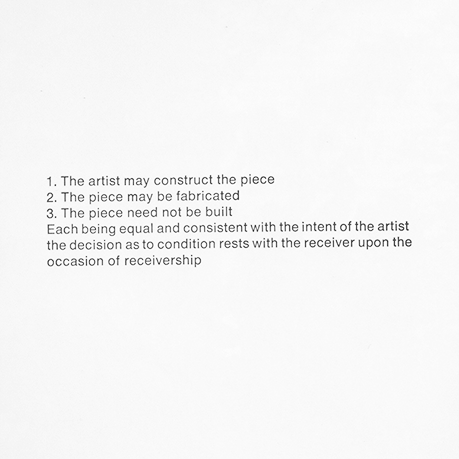 1. The artist may construct the piece
2. The piece may be fabricated
3. The piece need not be built
Each being equal and consistent with the intent of the artist
the decision as to condition rests with the receiver upon the
occasion of receivership